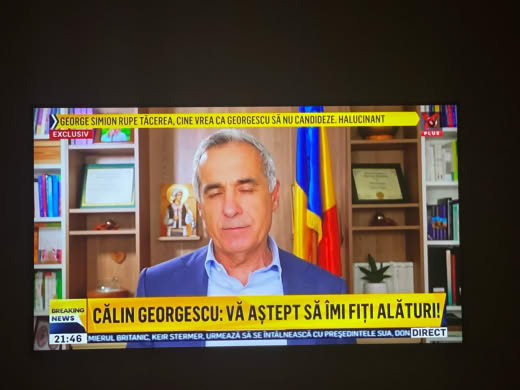 GEORGE SIMION RUPE TĂCEREA, CINE VREA CA GEORGESCU SĂ NU CANDIDEZE. HALUCINANT
EXCLUSIV
PLUS
BREAKING NEWS
CĂLIN GEORGESCU: VĂ AȘTEPT SĂ ÎMI FIȚI ALĂTURI!
21:46
MIERUL BRITANIC, KEIR STERMER, URMEAZĂ SĂ SE ÎNTÂLNEASCĂ CU PREȘEDINTELE SUA, DON
DIRECT